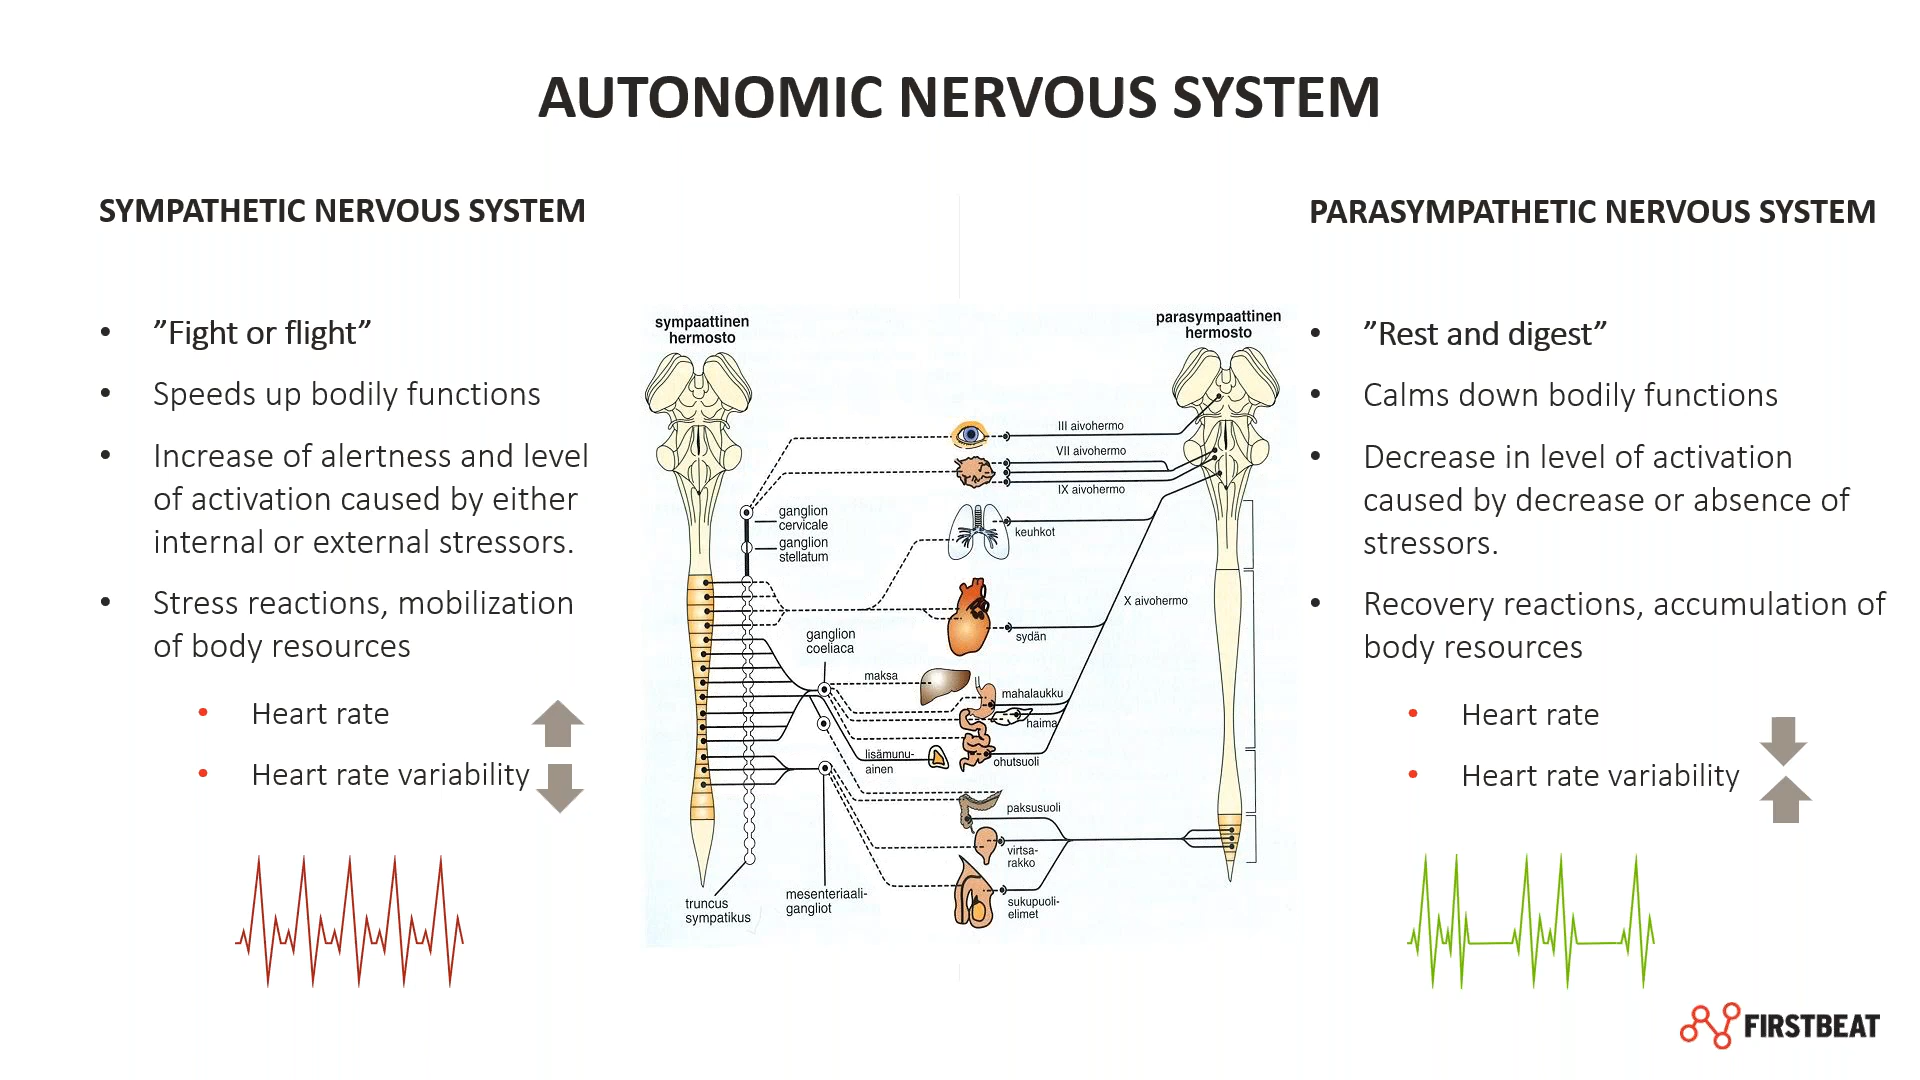 AUTONOMIC NERVOUS SYSTEM
SYMPATHETIC NERVOUS SYSTEM
• ”Fight or flight”
• Speeds up bodily functions
• Increase of alertness and level
of activation caused by either
internal or external stressors.
• Stress reactions, mobilization
of body resources
• Heart rate
• Heart rate variability
sympaattinen
hermosto
parasympaattinen
hermosto
III aivohermo
VII aivohermo
IX aivohermo
ganglion
cervicale
ganglion
stellatum
keuhkot
X aivohermo
ganglion
coeliaca
sydän
maksa
mahalaukku
haima
lisämunu-
ainen
ohutsuoli
paksusuoli
virtsa-
rakko
truncus
sympatikus
mesenteriaali-
gangliot
sukupuoli-
elimet
PARASYMPATHETIC NERVOUS SYSTEM
• ”Rest and digest”
• Calms down bodily functions
• Decrease in level of activation
caused by decrease or absence of
stressors.
• Recovery reactions, accumulation of
body resources
• Heart rate
• Heart rate variability
FIRSTBEAT